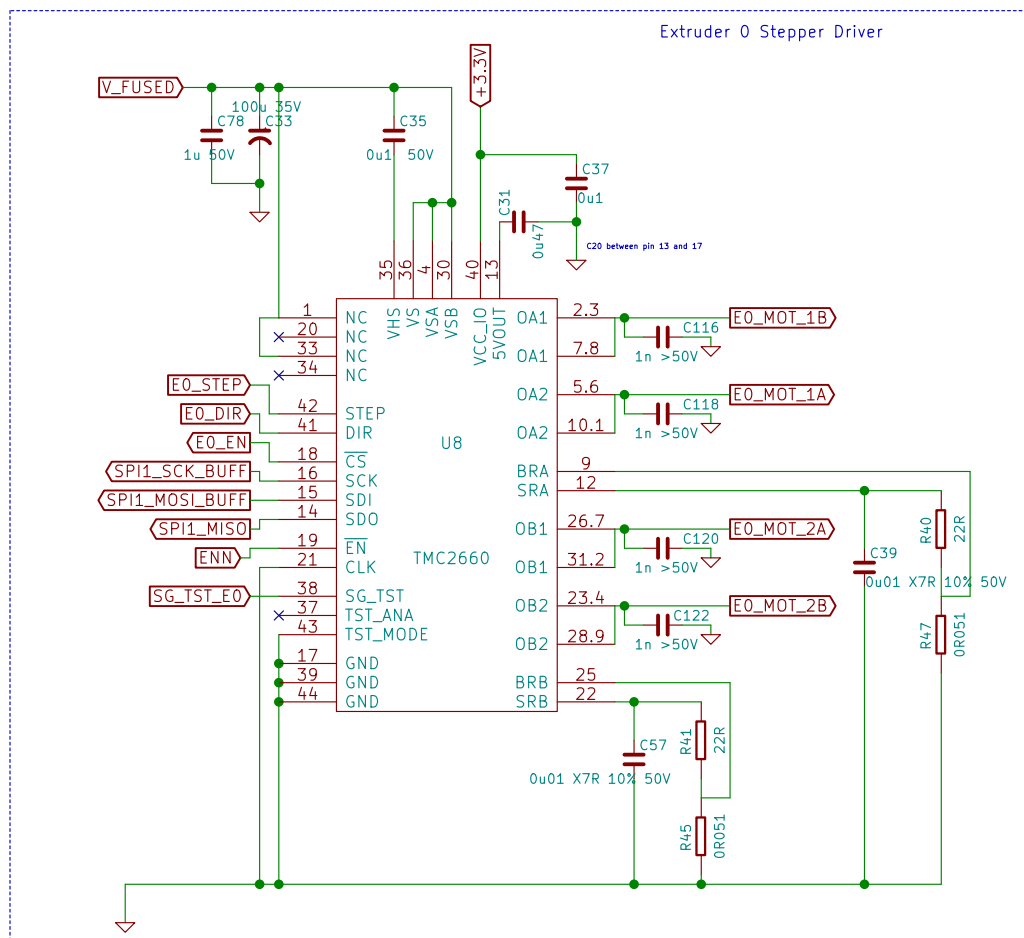 Extruder 0 Stepper Driver
V_FUSED
+3.3V
100u 35V
C78
C33
1u 50V
C35
0u1 50V
C37
0u1
C31
0u47
C20 between pin 13 and 17
35
36
4
30
40
13
VHS
VS
VSA
VSB
VCC_IO
5VOUT
1 NC
20 NC
33 NC
34 NC
E0_STEP
42 STEP
E0_DIR
41 DIR
E0_EN
18 CS
SPI1_SCK_BUFF
16 SCK
SPI1_MOSI_BUFF
15 SDI
SPI1_MISO
14 SDO
ENN
19 EN
21 CLK
SG_TST_E0
38 SG_TST
37 TST_ANA
43 TST_MODE
17 GND
39 GND
44 GND
U8
TMC2660
OA1 2.3
E0_MOT_1B
C116
1n >50V
OA1 7.8
OA2 5.6
E0_MOT_1A
C118
1n >50V
OA2 10.1
BRA 9
SRA 12
OB1 26.7
E0_MOT_2A
C120
1n >50V
OB1 31.2
OB2 23.4
E0_MOT_2B
C122
1n >50V
OB2 28.9
BRB 25
SRB 22
R40
22R
C39
0u01 X7R 10% 50V
R47
0R051
R41
22R
C57
0u01 X7R 10% 50V
R45
0R051